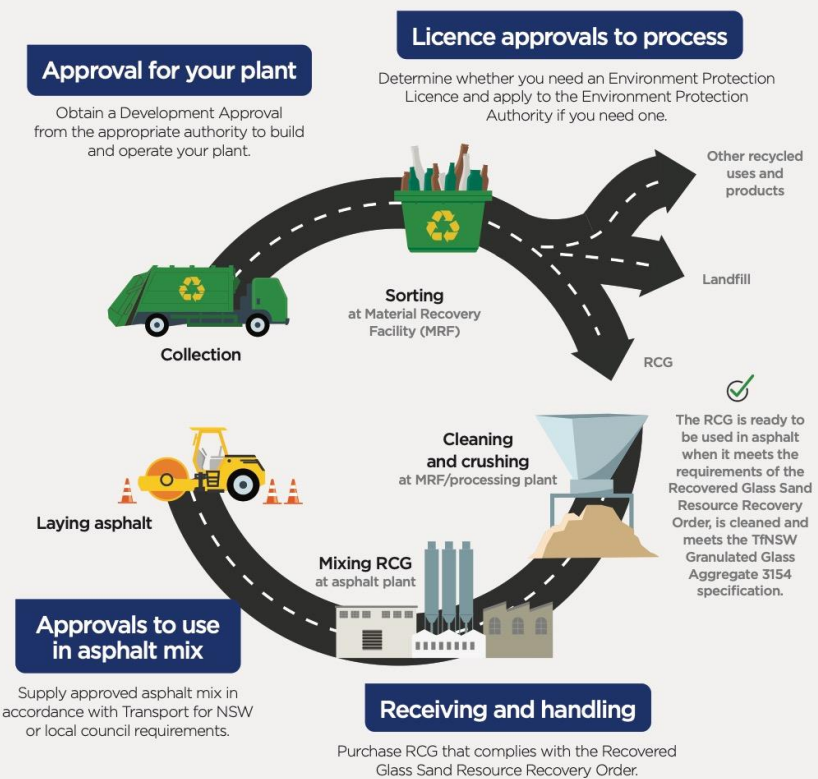 Approval for your plant
Obtain a Development Approval
from the appropriate authority to build
and operate your plant.
Licence approvals to process
Determine whether you need an Environment Protection
Licence and apply to the Environment Protection
Authority if you need one.
Other recycled
uses and
products
Landfill
RCG
Sorting
at Material Recovery
Facility (MRF)
Collection
The RCG is ready to
be used in asphalt
when it meets the
requirements of the
Recovered Glass Sand
Resource Recovery
Order, is cleaned and
meets the TfNSW
Granulated Glass
Aggregate 3154
specification.
Cleaning
and crushing
at MRF/processing plant
Mixing RCG
at asphalt plant
Laying asphalt
Approvals to use
in asphalt mix
Supply approved asphalt mix in
accordance with Transport for NSW
or local council requirements.
Receiving and handling
Purchase RCG that complies with the Recovered
Glass Sand Resource Recovery Order.